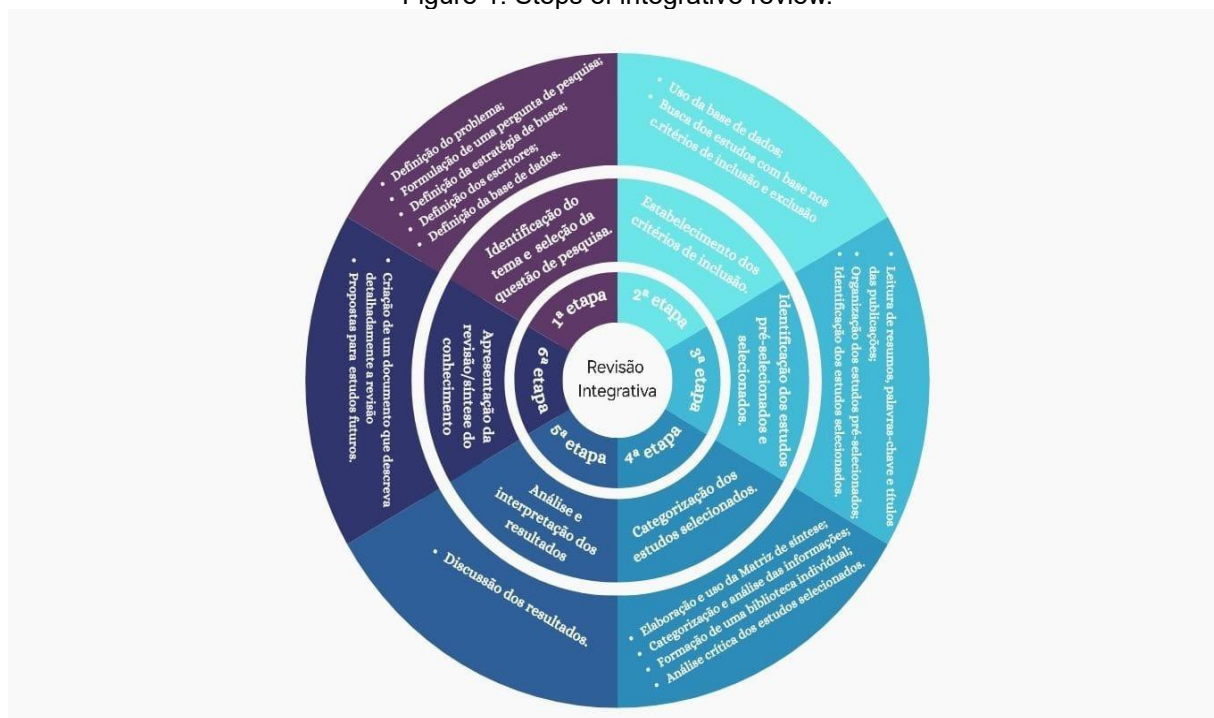 Figure 1. Steps of integrative review.
Revisão
Integrativa
1ª etapa
Identificação do
tema e seleção da
questão de pesquisa.
• Definição do problema;
• Formulação de uma pergunta de pesquisa;
• Definição da estratégia de busca;
• Definição dos escritores;
• Definição da base de dados.
2ª etapa
Estabelecimento dos
critérios de inclusão.
• Uso da base de dados;
• Busca dos estudos com base nos
c.ritérios de inclusão e exclusão
3ª etapa
Identificação dos estudos
pré-selecionados e
selecionados.
• Leitura de resumos, palavras-chave e títulos
das publicações;
• Organização dos estudos pré-selecionados;
• Identificação dos estudos selecionados.
4ª etapa
Categorização dos
estudos selecionados.
• Elaboração e uso da Matriz de síntese;
• Categorização e análise das informações;
• Formação de uma biblioteca individual;
• Análise crítica dos estudos selecionados.
5ª etapa
Análise e
interpretação dos
resultados
• Discussão dos resultados.
6ª etapa
Apresentação da
revisão/síntese do
conhecimento
• Criação de um documento que descreva
detalhadamente a revisão
• Propostas para estudos futuros.